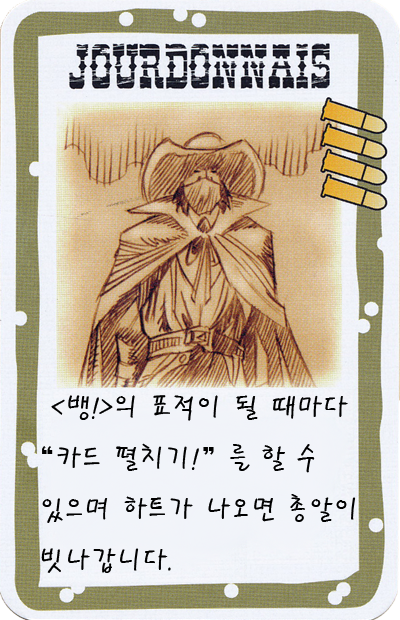 JOURDONNAIS
<뱅!>의 표적이 될 때마다
“카드 펼치기!” 를 할 수
있으며 하트가 나오면 총알이
빗나갑니다.